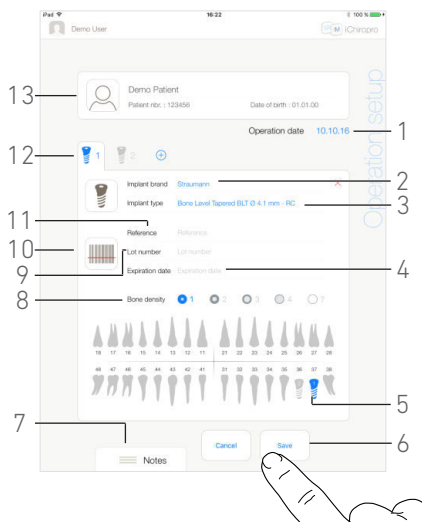 iPad 16:22 100 %
Demo User iChiropro
Operation setup
13 Demo Patient
Patient nbr. : 123456 Date of birth : 01.01.00
Operation date 10.10.16 1
12 1 2
Implant brand Straumann 2
Implant type Bone Level Tapered BLT Ø 4.1 mm - RC 3
11 Reference Reference
10 Lot number Lot number
9 Expiration date Expiration date 4
8 Bone density 1 2 3 4 ?
18 17 16 15 14 13 12 11 21 22 23 24 25 26 27 28
48 47 46 45 44 43 42 41 31 32 33 34 35 36 37 38
5
7 Cancel Save 6
Notes